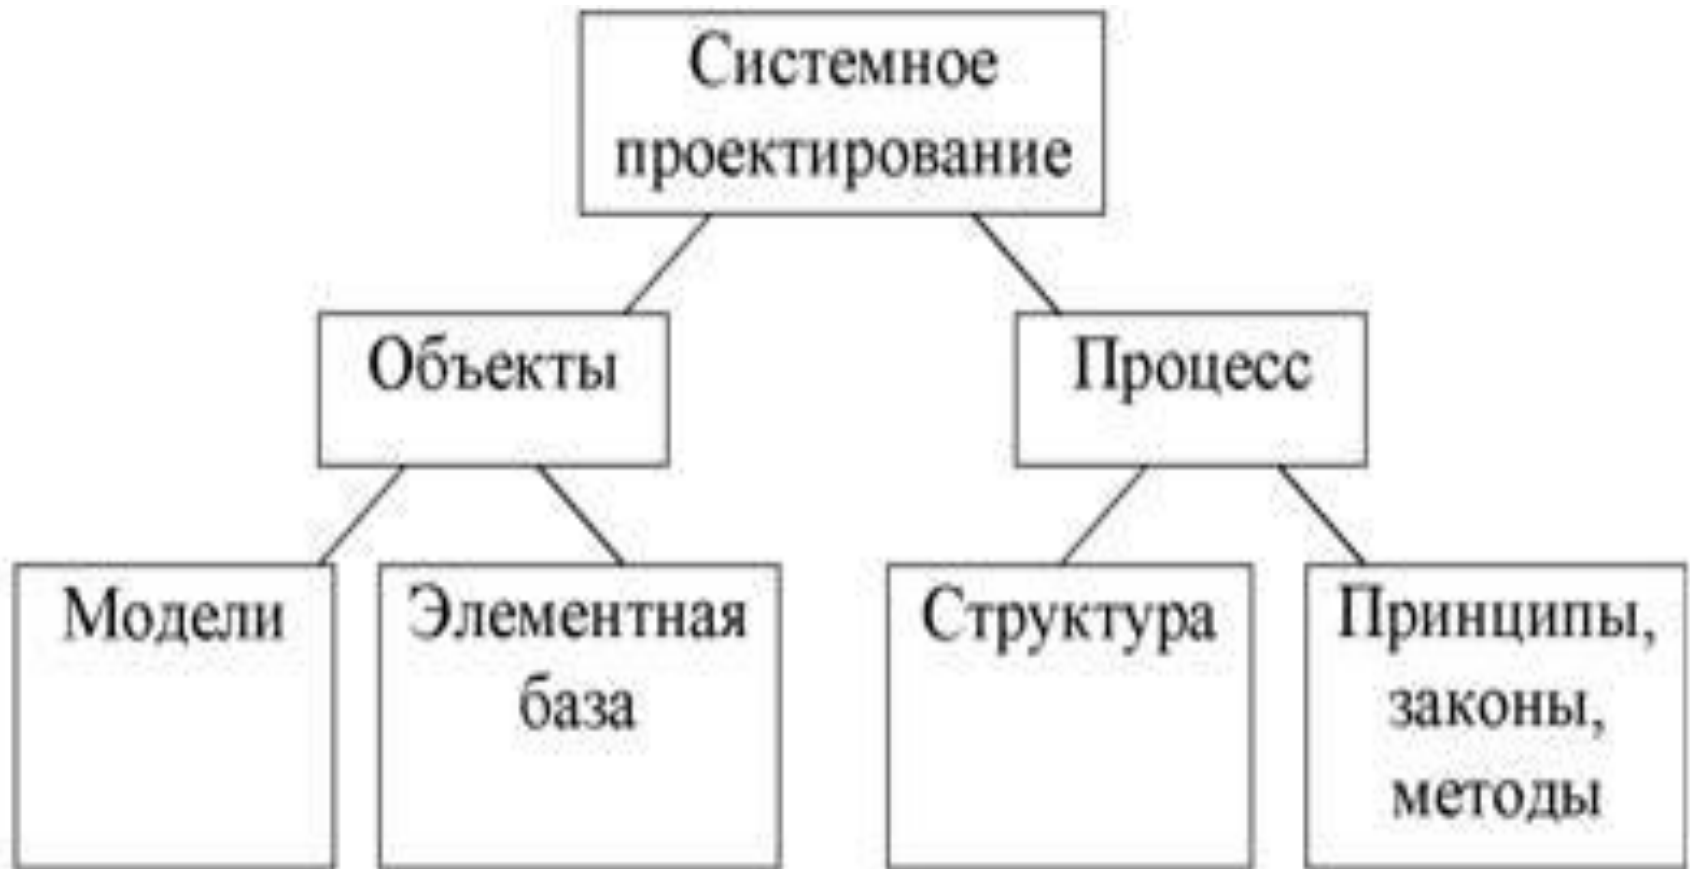 Системное
проектирование
Объекты
Процесс
Модели
Элементная
база
Структура
Принципы,
законы,
методы